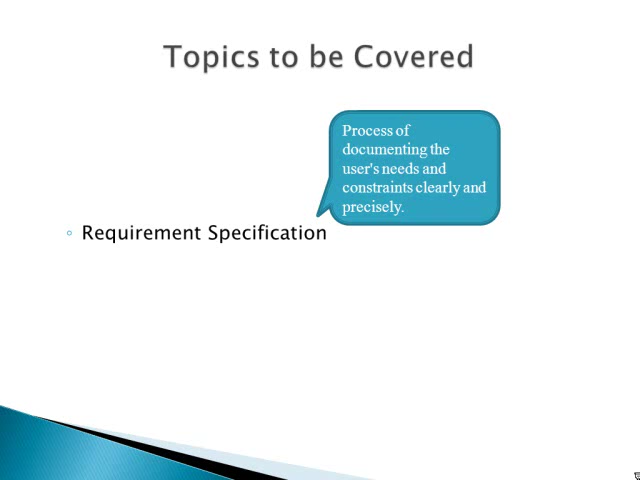 Topics to be Covered
Process of
documenting the
user's needs and
constraints clearly and
precisely.
◦ Requirement Specification